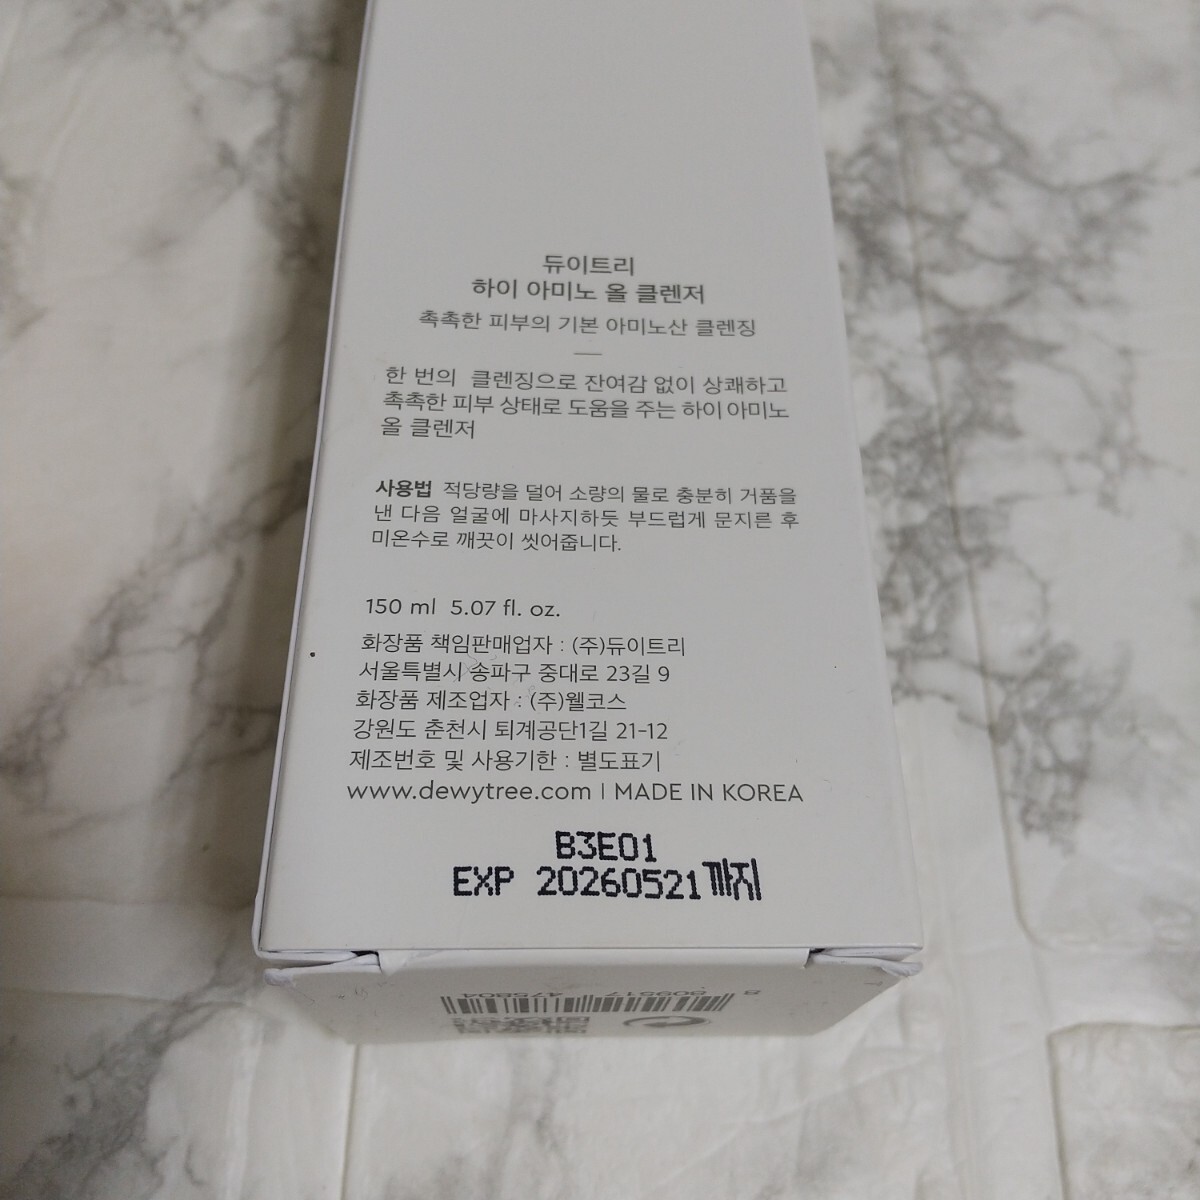 듀이트리
하이 아미노 올 클렌저
촉촉한 피부의 기본 아미노산 클렌징
한 번의 클렌징으로 잔여감 없이 상쾌하고
촉촉한 피부 상태로 도움을 주는 하이 아미노
올 클렌저
사용법 적당량을 덜어 소량의 물로 충분히 거품을
낸 다음 얼굴에 마사지하듯 부드럽게 문지른 후
미온수로 깨끗이 씻어줍니다.
150 ml 5.07 fl. oz.
화장품 책임판매업자 : (주)듀이트리
서울특별시 송파구 중대로 23길 9
화장품 제조업자 : (주)웰코스
강원도 춘천시 퇴계공단1길 21-12
제조번호 및 사용기한 : 별도표기
www.dewytree.com | MADE IN KOREA
B3E01
EXP 20260521까지
8 809517 475804